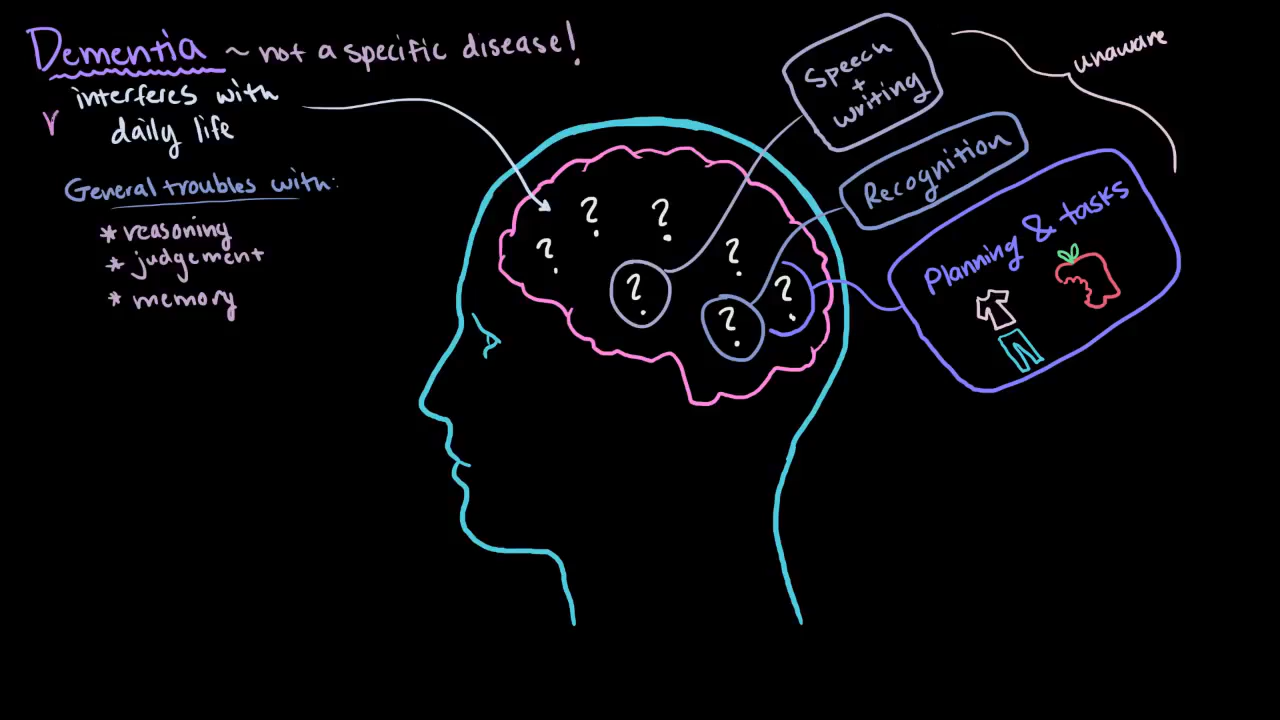 Dementia ~ not a specific disease!
interferes with
daily life
General troubles with:
* reasoning
* judgement
* memory
? ? ? ? ? ? ? ?
Speech
+
writing
Recognition
Planning & tasks
unaware